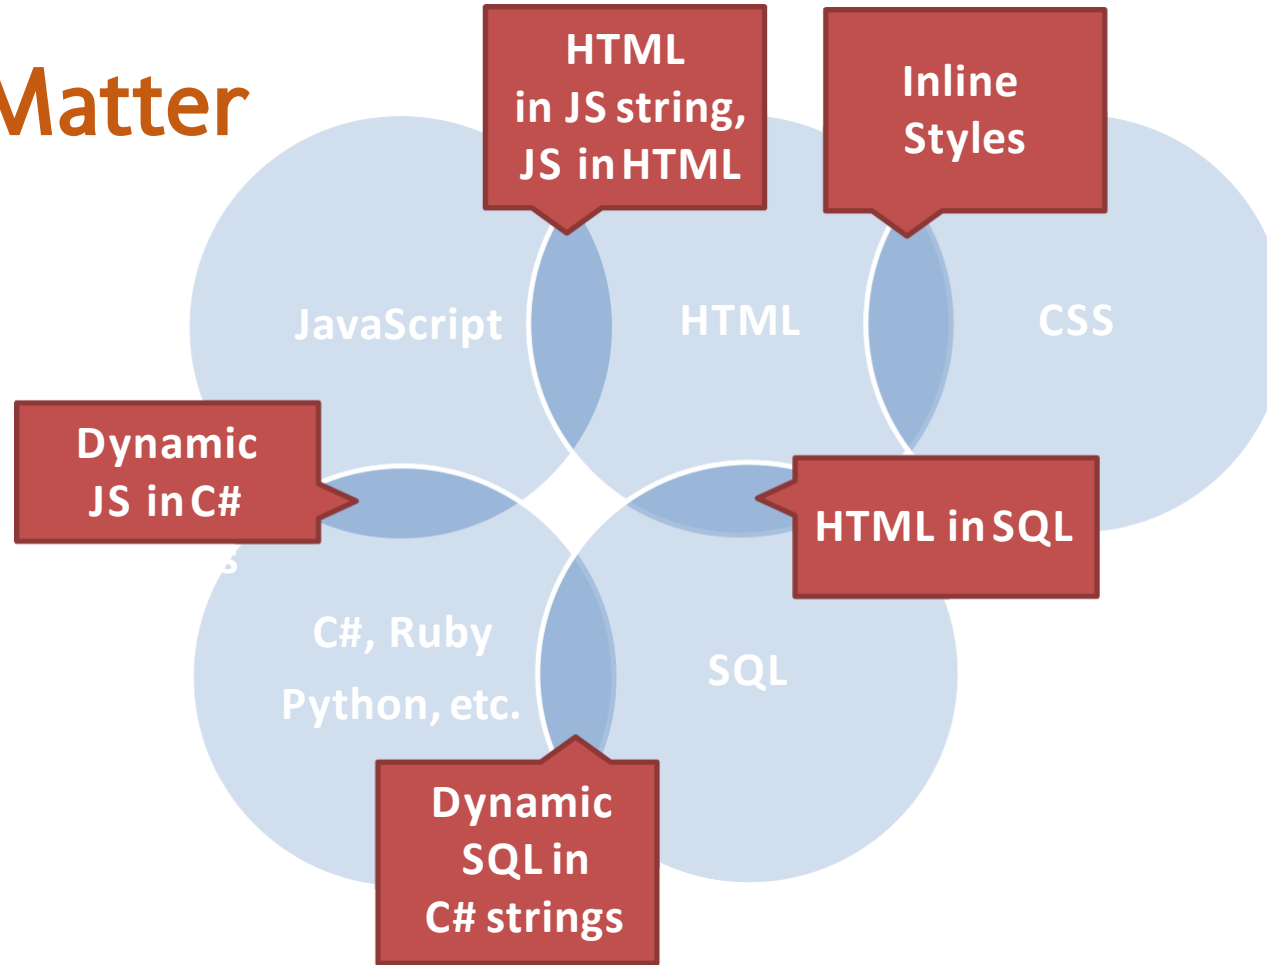 Matter
HTML
in JS string,
JS in HTML
Inline
Styles
JavaScript
HTML
CSS
Dynamic
JS in C#
s
HTML in SQL
C#, Ruby
Python, etc.
SQL
Dynamic
SQL in
C# strings